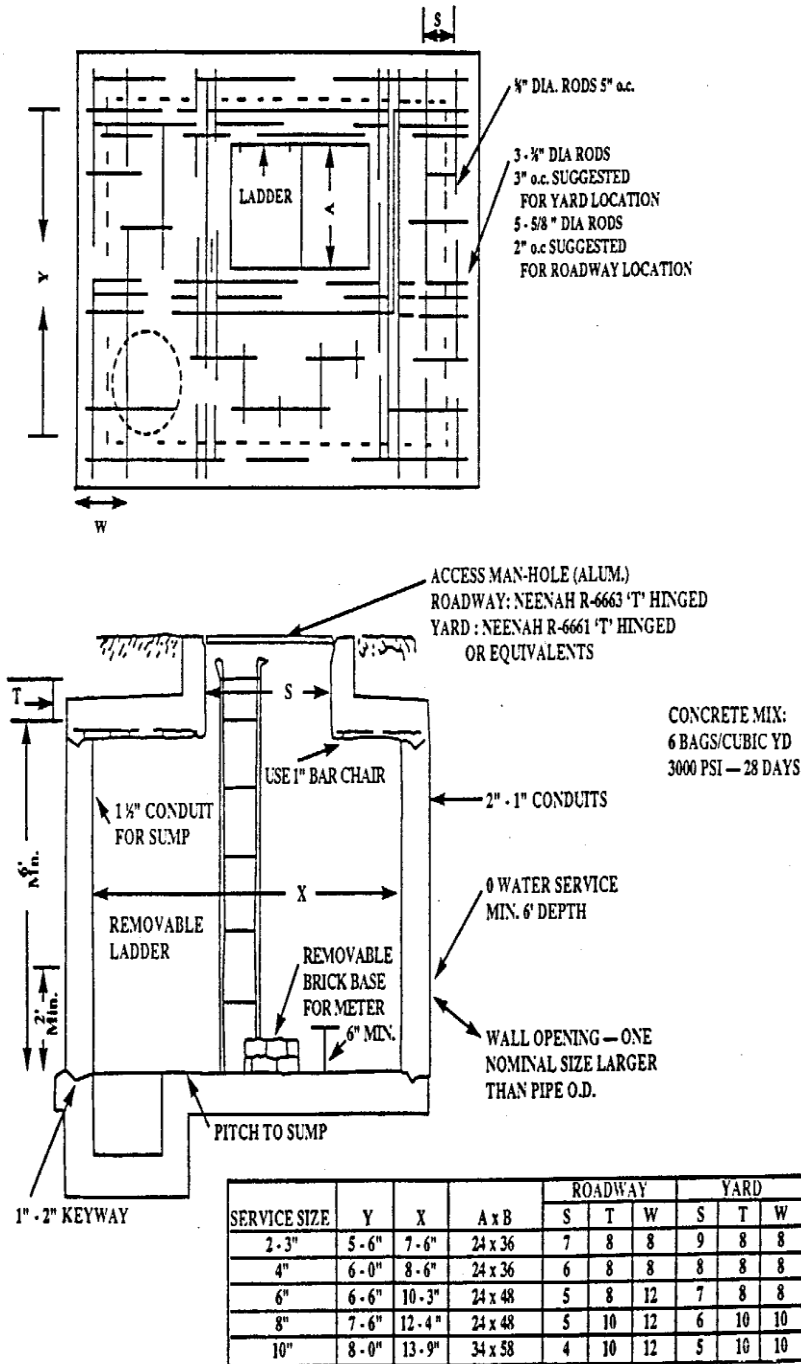 S
¾" DIA. RODS 5" o.c.
3 - ¾" DIA RODS
3" o.c. SUGGESTED
FOR YARD LOCATION
5 - 5/8 " DIA RODS
2" o.c SUGGESTED
FOR ROADWAY LOCATION
LADDER
A
Y
W
ACCESS MAN-HOLE (ALUM.)
ROADWAY: NEENAH R-6663 'T' HINGED
YARD : NEENAH R-6661 'T' HINGED
OR EQUIVALENTS
T
S
CONCRETE MIX:
6 BAGS/CUBIC YD
3000 PSI — 28 DAYS
USE 1" BAR CHAIR
1 ½" CONDUIT
FOR SUMP
2" - 1" CONDUITS
6'
Min.
X
0 WATER SERVICE
MIN. 6' DEPTH
REMOVABLE
LADDER
REMOVABLE
BRICK BASE
FOR METER
6" MIN.
2'
Min.
WALL OPENING — ONE
NOMINAL SIZE LARGER
THAN PIPE O.D.
PITCH TO SUMP
1" - 2" KEYWAY
ROADWAY YARD
SERVICE SIZE Y X A x B S T W S T W
2 - 3" 5 - 6" 7 - 6" 24 x 36 7 8 8 9 8 8
4" 6 - 0" 8 - 6" 24 x 36 6 8 8 8 8 8
6" 6 - 6" 10 - 3" 24 x 48 5 8 12 7 8 8
8" 7 - 6" 12 - 4" 24 x 48 5 10 12 6 10 10
10" 8 - 0" 13 - 9" 34 x 58 4 10 12 5 10 10